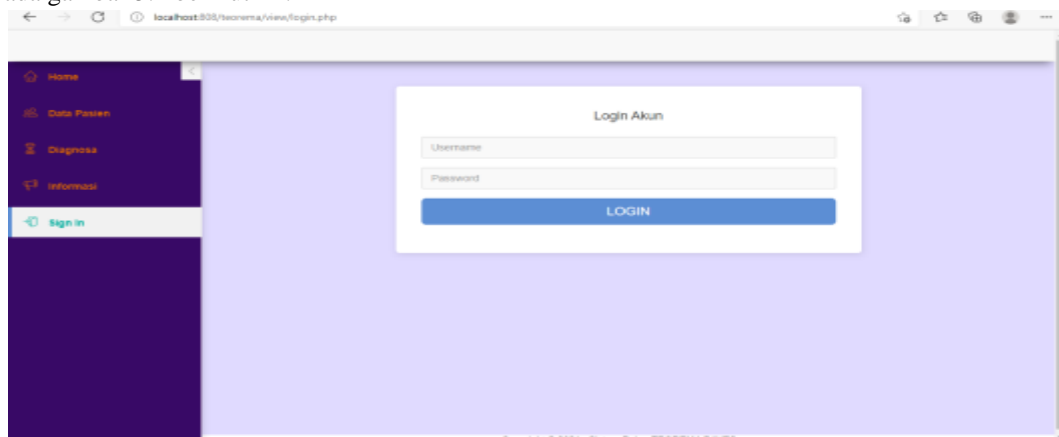 localhost:808/teorema/view/login.php
Home
Data Pasien
Diagnosa
Informasi
Sign In
Login Akun
Username
Password
LOGIN